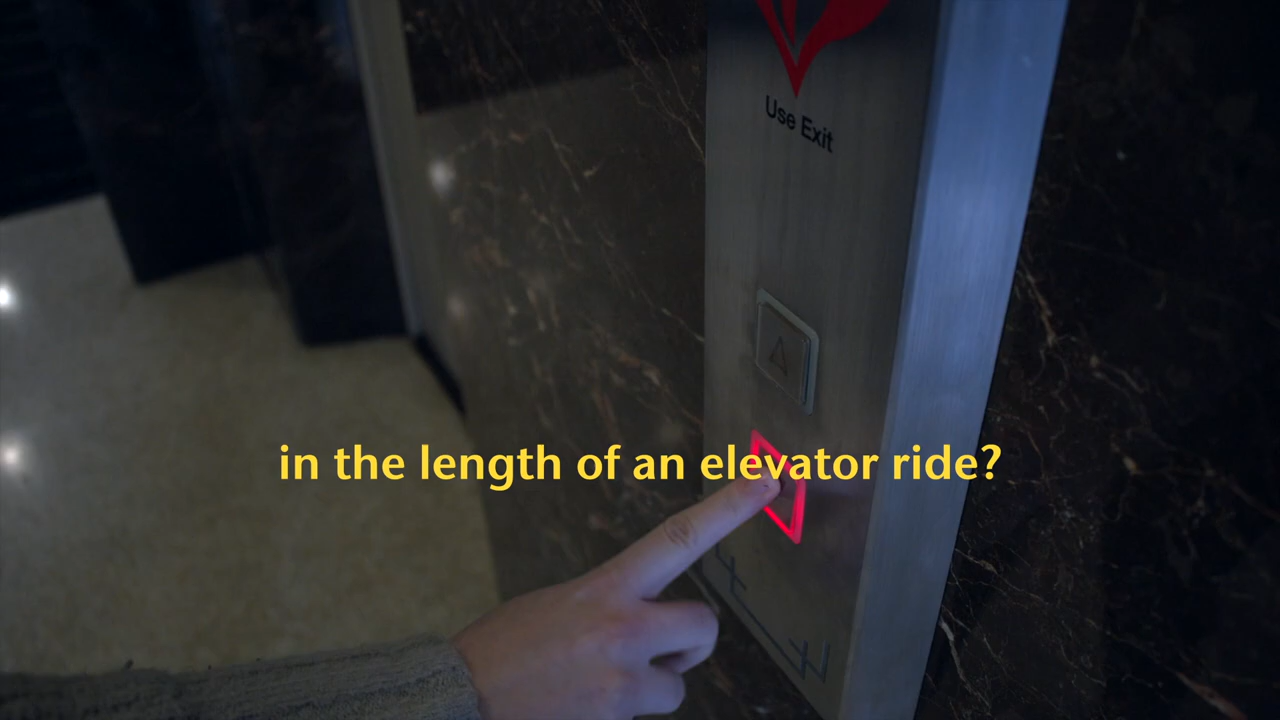 Use Exit
in the length of an elevator ride?